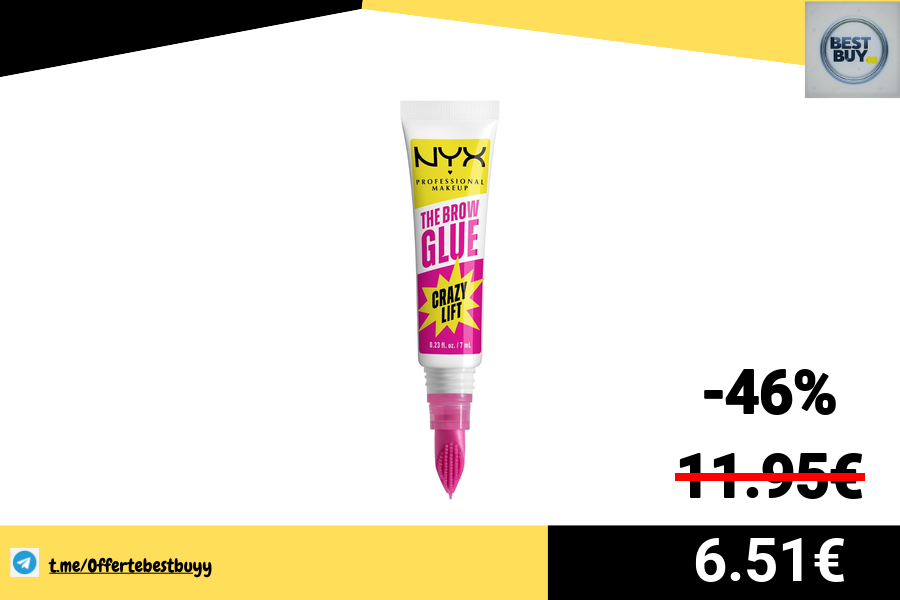 BEST
BUY
NYX
PROFESSIONAL
MAKEUP
THE BROW
GLUE
CRAZY
LIFT
0.23 fl. oz. / 7 mL
-46%
11.95€
t.me/Offertebestbuyy
6.51€